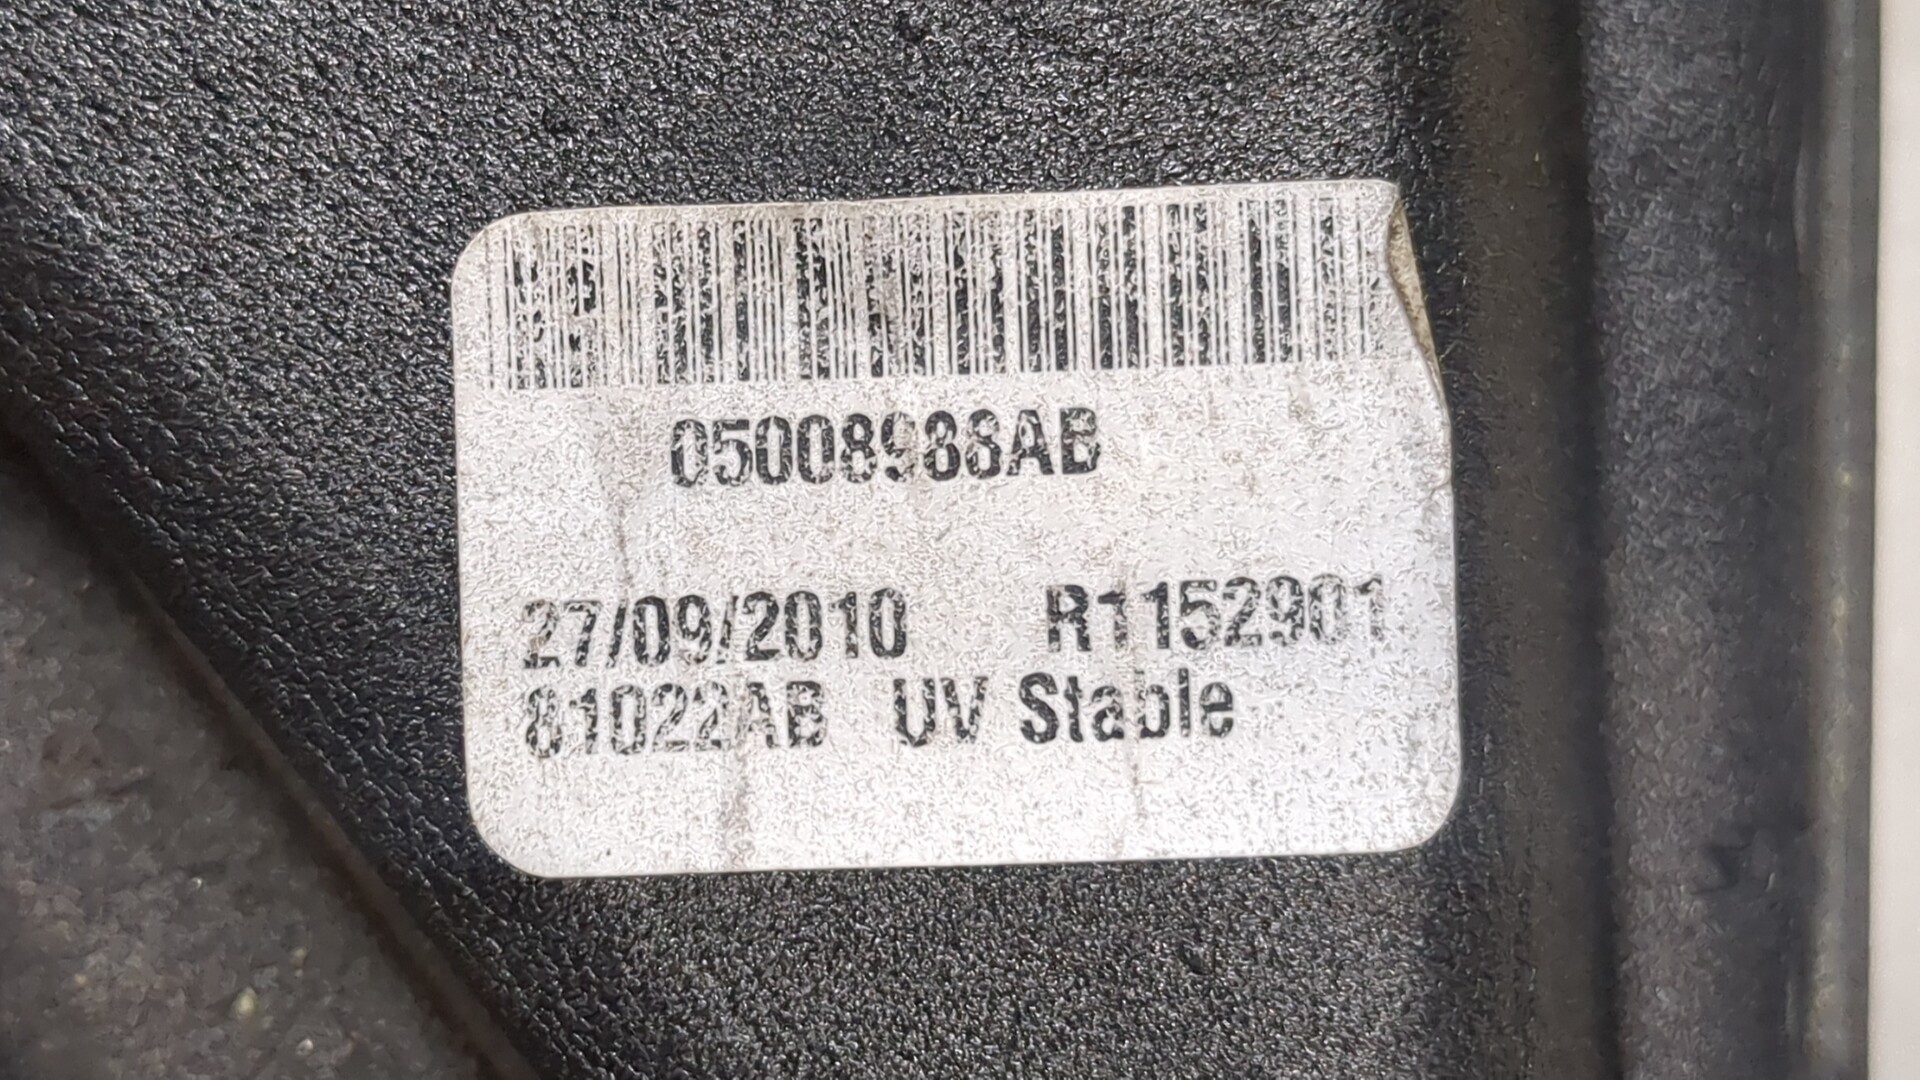 05008988AB
27/09/2010 R1152901
81022AB UV Stable